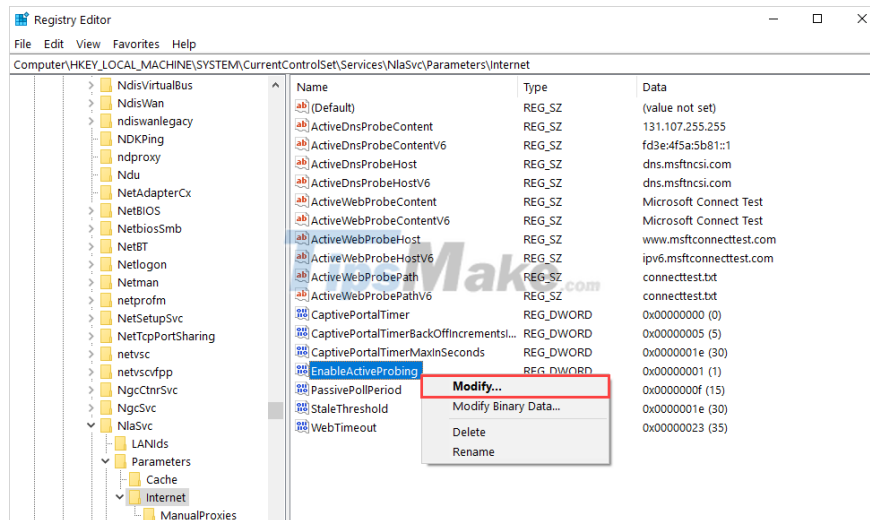 Registry Editor
File Edit View Favorites Help
Computer\HKEY_LOCAL_MACHINE\SYSTEM\CurrentControlSet\Services\NlaSvc\Parameters\Internet
NdisVirtualBus
NdisWan
ndiswanlegacy
NDKPing
ndproxy
Ndu
NetAdapterCx
NetBIOS
NetbiosSmb
NetBT
Netlogon
Netman
netprofm
NetSetupSvc
NetTcpPortSharing
netvsc
netvscvfpp
NgcCtnrSvc
NgcSvc
NlaSvc
LANIds
Parameters
Cache
Internet
ManualProxies
Name Type Data
(Default) REG_SZ (value not set)
ActiveDnsProbeContent REG_SZ 131.107.255.255
ActiveDnsProbeContentV6 REG_SZ fd3e:4f5a:5b81::1
ActiveDnsProbeHost REG_SZ dns.msftncsi.com
ActiveDnsProbeHostV6 REG_SZ dns.msftncsi.com
ActiveWebProbeContent REG_SZ Microsoft Connect Test
ActiveWebProbeContentV6 REG_SZ Microsoft Connect Test
ActiveWebProbeHost REG_SZ www.msftconnecttest.com
ActiveWebProbeHostV6 REG_SZ ipv6.msftconnecttest.com
ActiveWebProbePath REG_SZ connecttest.txt
ActiveWebProbePathV6 REG_SZ connecttest.txt
CaptivePortalTimer REG_DWORD 0x00000000 (0)
CaptivePortalTimerBackOffIncrementsI... REG_DWORD 0x00000005 (5)
CaptivePortalTimerMaxInSeconds REG_DWORD 0x0000001e (30)
EnableActiveProbing REG_DWORD 0x00000001 (1)
PassivePollPeriod 0x0000000f (15)
StaleThreshold 0x0000001e (30)
WebTimeout 0x00000023 (35)
Modify...
Modify Binary Data...
Delete
Rename
TipsMake.com